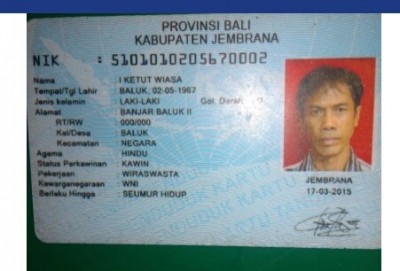 PROVINSI BALI
KABUPATEN JEMBRANA
NIK : 5101010205670002
Nama : I KETUT WIASA
Tempat/Tgl Lahir : BALUK, 02-05-1967
Jenis kelamin : LAKI-LAKI Gol. Darah
Alamat : BANJAR BALUK II
RT/RW : 000/000
Kel/Desa : BALUK
Kecamatan : NEGARA
Agama : HINDU
Status Perkawinan : KAWIN
Pekerjaan : WIRASWASTA
Kewarganegaraan : WNI
Berlaku Hingga : SEUMUR HIDUP
JEMBRANA
17-03-2015